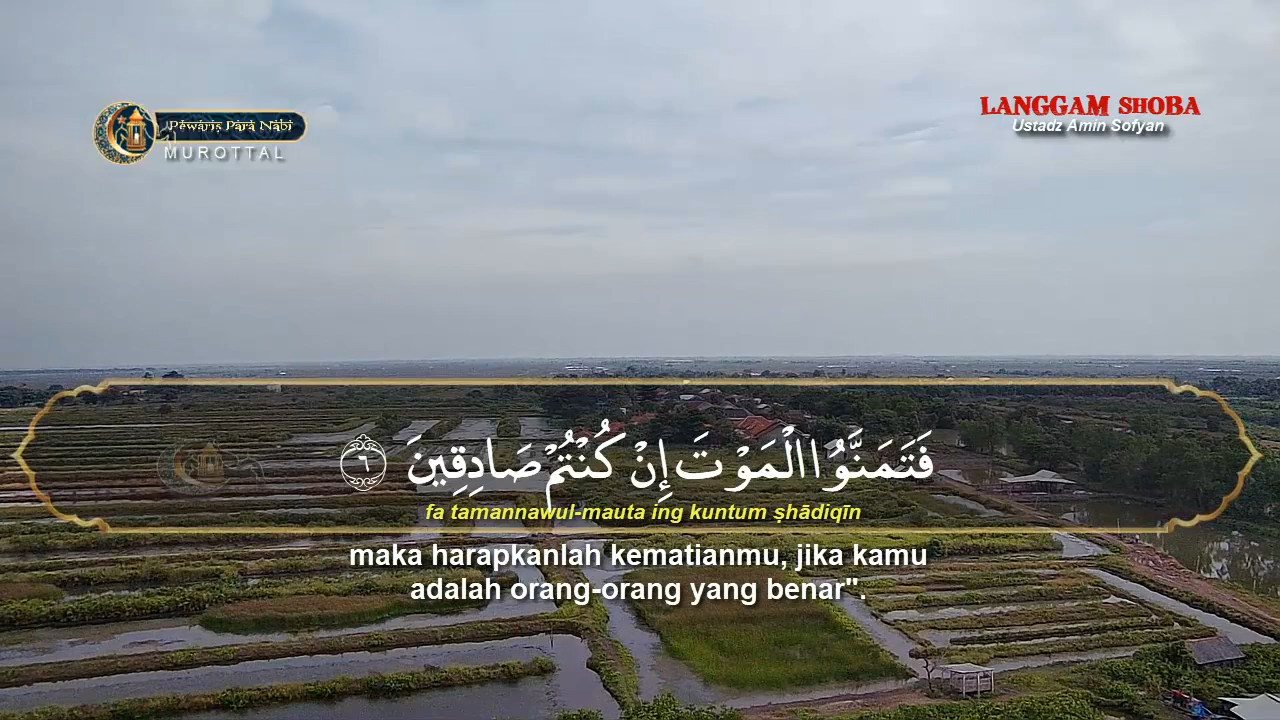 Pewaris Para Nabi
MUROTTAL
LANGGAM SHOBA
Ustadz Amin Sofyan
فَتَمَنَّوُا الْمَوْتَ إِنْ كُنْتُمْ صَادِقِينَ ٦
fa tamannawul-mauta ing kuntum ṣhādiqīn
maka harapkanlah kematianmu, jika kamu
adalah orang-orang yang benar".